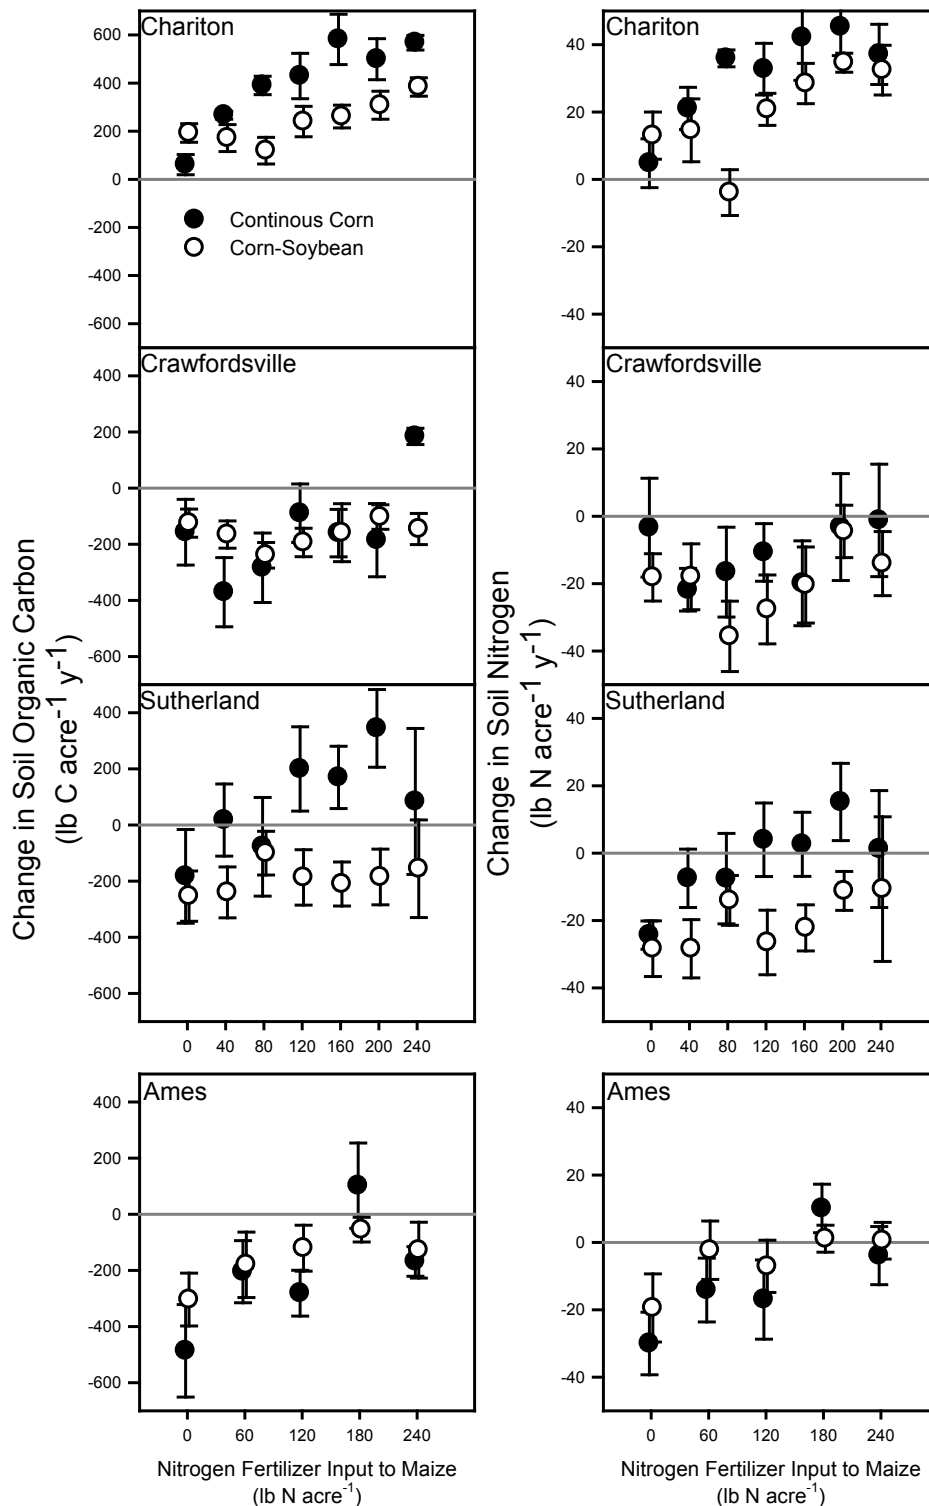 Chariton
600
400
200
0
-200
-400
-600
Continous Corn
Corn-Soybean
Chariton
40
20
0
-20
-40
Crawfordsville
400
200
0
-200
-400
-600
Crawfordsville
40
20
0
-20
-40
Sutherland
400
200
0
-200
-400
-600
0 40 80 120 160 200 240
Sutherland
40
20
0
-20
-40
0 40 80 120 160 200 240
Ames
400
200
0
-200
-400
-600
0 60 120 180 240
Ames
40
20
0
-20
-40
0 60 120 180 240
Change in Soil Organic Carbon
(lb C acre⁻¹ y⁻¹)
Change in Soil Nitrogen
(lb N acre⁻¹ y⁻¹)
Nitrogen Fertilizer Input to Maize
(lb N acre⁻¹)
Nitrogen Fertilizer Input to Maize
(lb N acre⁻¹)